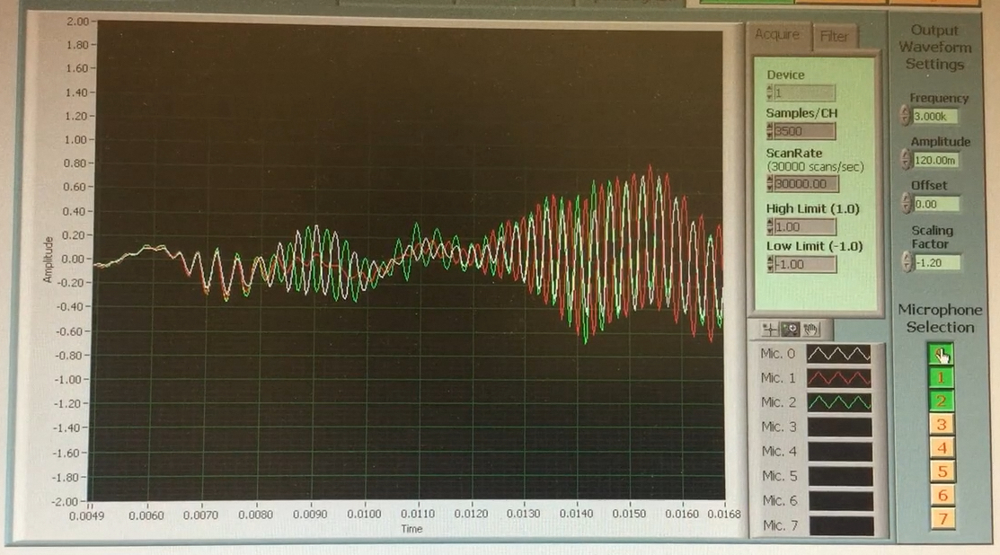 2.00
1.80
1.60
1.40
1.20
1.00
0.80
0.60
0.40
0.20
0.00
-0.20
-0.40
-0.60
-0.80
-1.00
-1.20
-1.40
-1.60
-1.80
-2.00
Amplitude
0.0049 0.0060 0.0070 0.0080 0.0090 0.0100 0.0110 0.0120 0.0130 0.0140 0.0150 0.0160 0.0168
Time
Acquire Filter
Device
1
Samples/CH
3500
ScanRate
(30000 scans/sec)
30000.00
High Limit (1.0)
1.00
Low Limit (-1.0)
-1.00
Mic. 0
Mic. 1
Mic. 2
Mic. 3
Mic. 4
Mic. 5
Mic. 6
Mic. 7
Output
Waveform
Settings
Frequency
3.000k
Amplitude
120.00m
Offset
0.00
Scaling
Factor
-1.20
Microphone
Selection
1
2
3
4
5
6
7